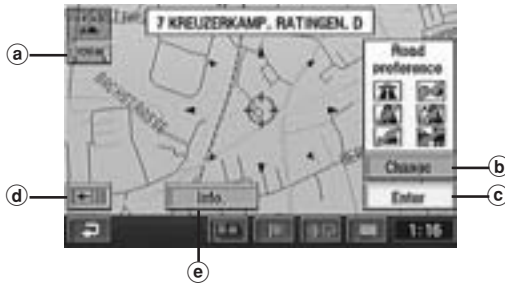 7 KREUZERKAMP. RATINGEN. D
a
Road
preference
Change
b
d
Info.
Enter
c
1:16
e